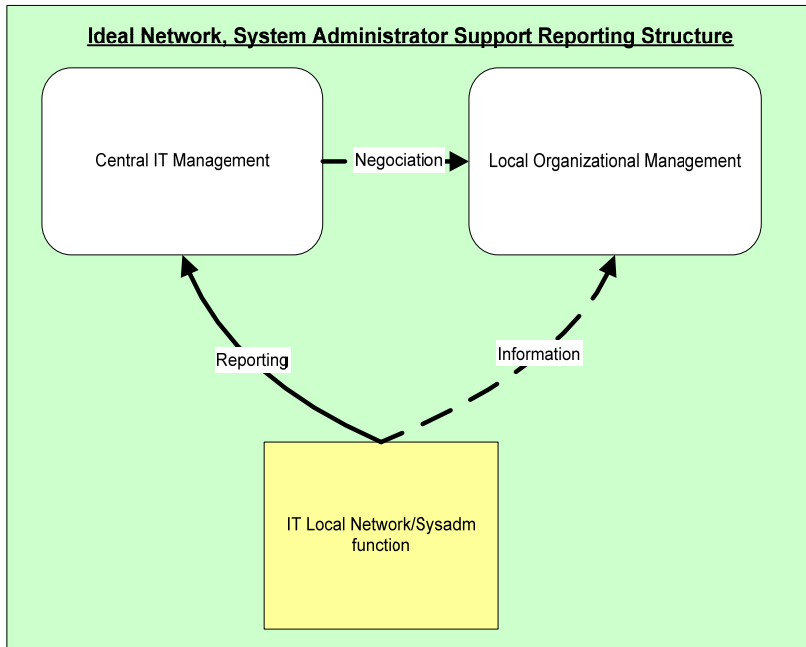 Ideal Network, System Administrator Support Reporting Structure
Central IT Management
Negociation
Local Organizational Management
Reporting
Information
IT Local Network/Sysadm
function